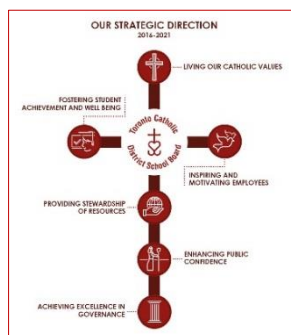 OUR STRATEGIC DIRECTION
2016-2021
LIVING OUR CATHOLIC VALUES
FOSTERING STUDENT
ACHIEVEMENT AND WELL BEING
Toronto Catholic
District School Board
INSPIRING AND
MOTIVATING EMPLOYEES
PROVIDING STEWARDSHIP
OF RESOURCES
ENHANCING PUBLIC
CONFIDENCE
ACHIEVING EXCELLENCE IN
GOVERNANCE